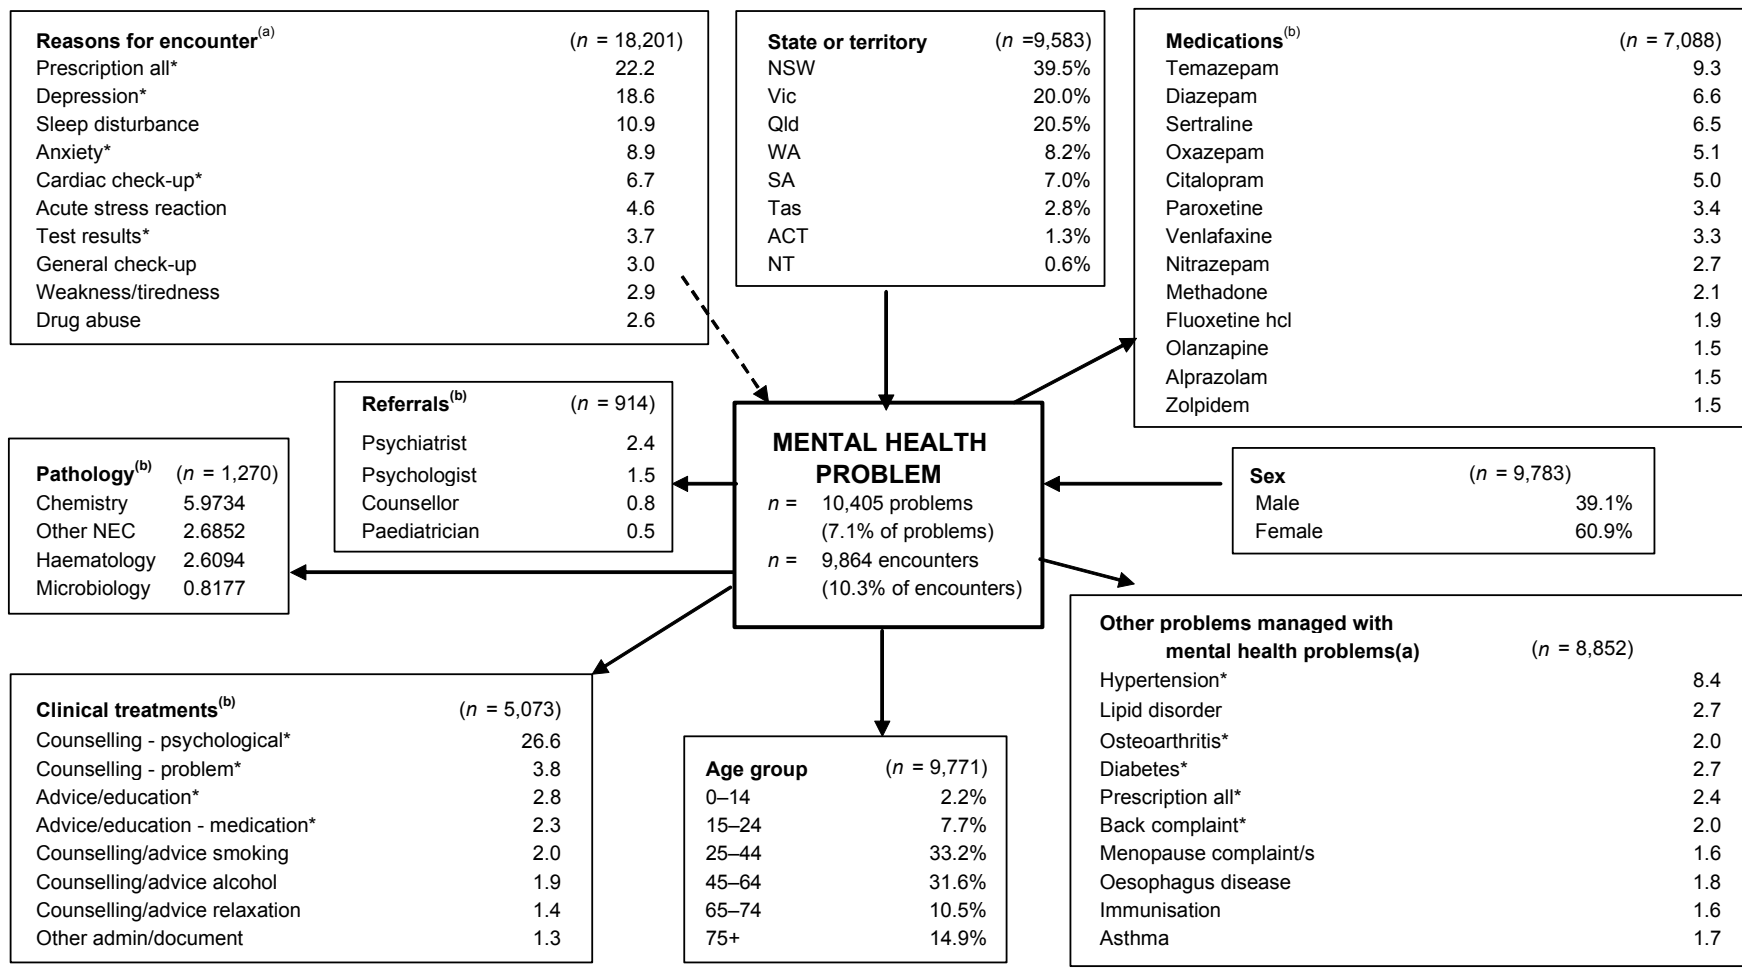 Reasons for encounter(a) (n = 18,201)
Prescription all* 22.2
Depression* 18.6
Sleep disturbance 10.9
Anxiety* 8.9
Cardiac check-up* 6.7
Acute stress reaction 4.6
Test results* 3.7
General check-up 3.0
Weakness/tiredness 2.9
Drug abuse 2.6
State or territory (n =9,583)
NSW 39.5%
Vic 20.0%
Qld 20.5%
WA 8.2%
SA 7.0%
Tas 2.8%
ACT 1.3%
NT 0.6%
Medications(b) (n = 7,088)
Temazepam 9.3
Diazepam 6.6
Sertraline 6.5
Oxazepam 5.1
Citalopram 5.0
Paroxetine 3.4
Venlafaxine 3.3
Nitrazepam 2.7
Methadone 2.1
Fluoxetine hcl 1.9
Olanzapine 1.5
Alprazolam 1.5
Zolpidem 1.5
Referrals(b) (n = 914)
Psychiatrist 2.4
Psychologist 1.5
Counsellor 0.8
Paediatrician 0.5
Pathology(b) (n = 1,270)
Chemistry 5.9734
Other NEC 2.6852
Haematology 2.6094
Microbiology 0.8177
MENTAL HEALTH
PROBLEM
n = 10,405 problems
(7.1% of problems)
n = 9,864 encounters
(10.3% of encounters)
Sex (n = 9,783)
Male 39.1%
Female 60.9%
Clinical treatments(b) (n = 5,073)
Counselling - psychological* 26.6
Counselling - problem* 3.8
Advice/education* 2.8
Advice/education - medication* 2.3
Counselling/advice smoking 2.0
Counselling/advice alcohol 1.9
Counselling/advice relaxation 1.4
Other admin/document 1.3
Age group (n = 9,771)
0–14 2.2%
15–24 7.7%
25–44 33.2%
45–64 31.6%
65–74 10.5%
75+ 14.9%
Other problems managed with
mental health problems(a) (n = 8,852)
Hypertension* 8.4
Lipid disorder 2.7
Osteoarthritis* 2.0
Diabetes* 2.7
Prescription all* 2.4
Back complaint* 2.0
Menopause complaint/s 1.6
Oesophagus disease 1.8
Immunisation 1.6
Asthma 1.7